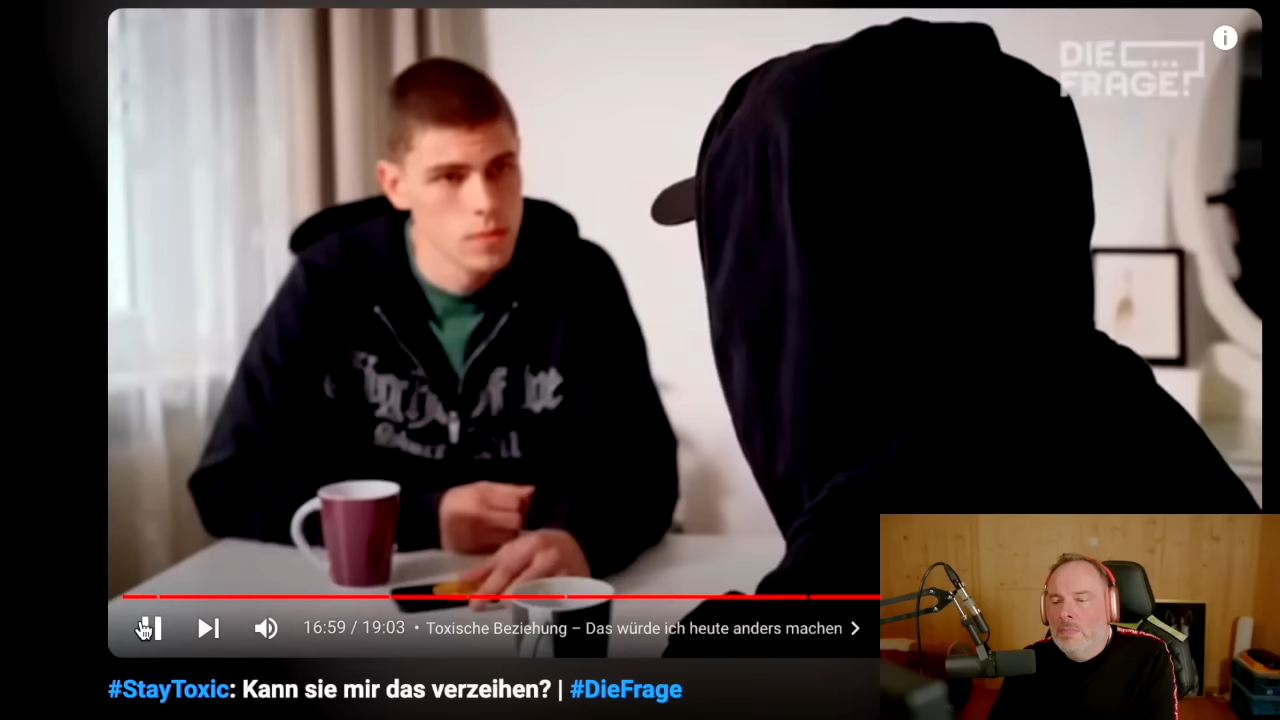 DIE
FRAGE
i
16:59 / 19:03 • Toxische Beziehung – Das würde ich heute anders machen
#StayToxic: Kann sie mir das verzeihen? | #DieFrage